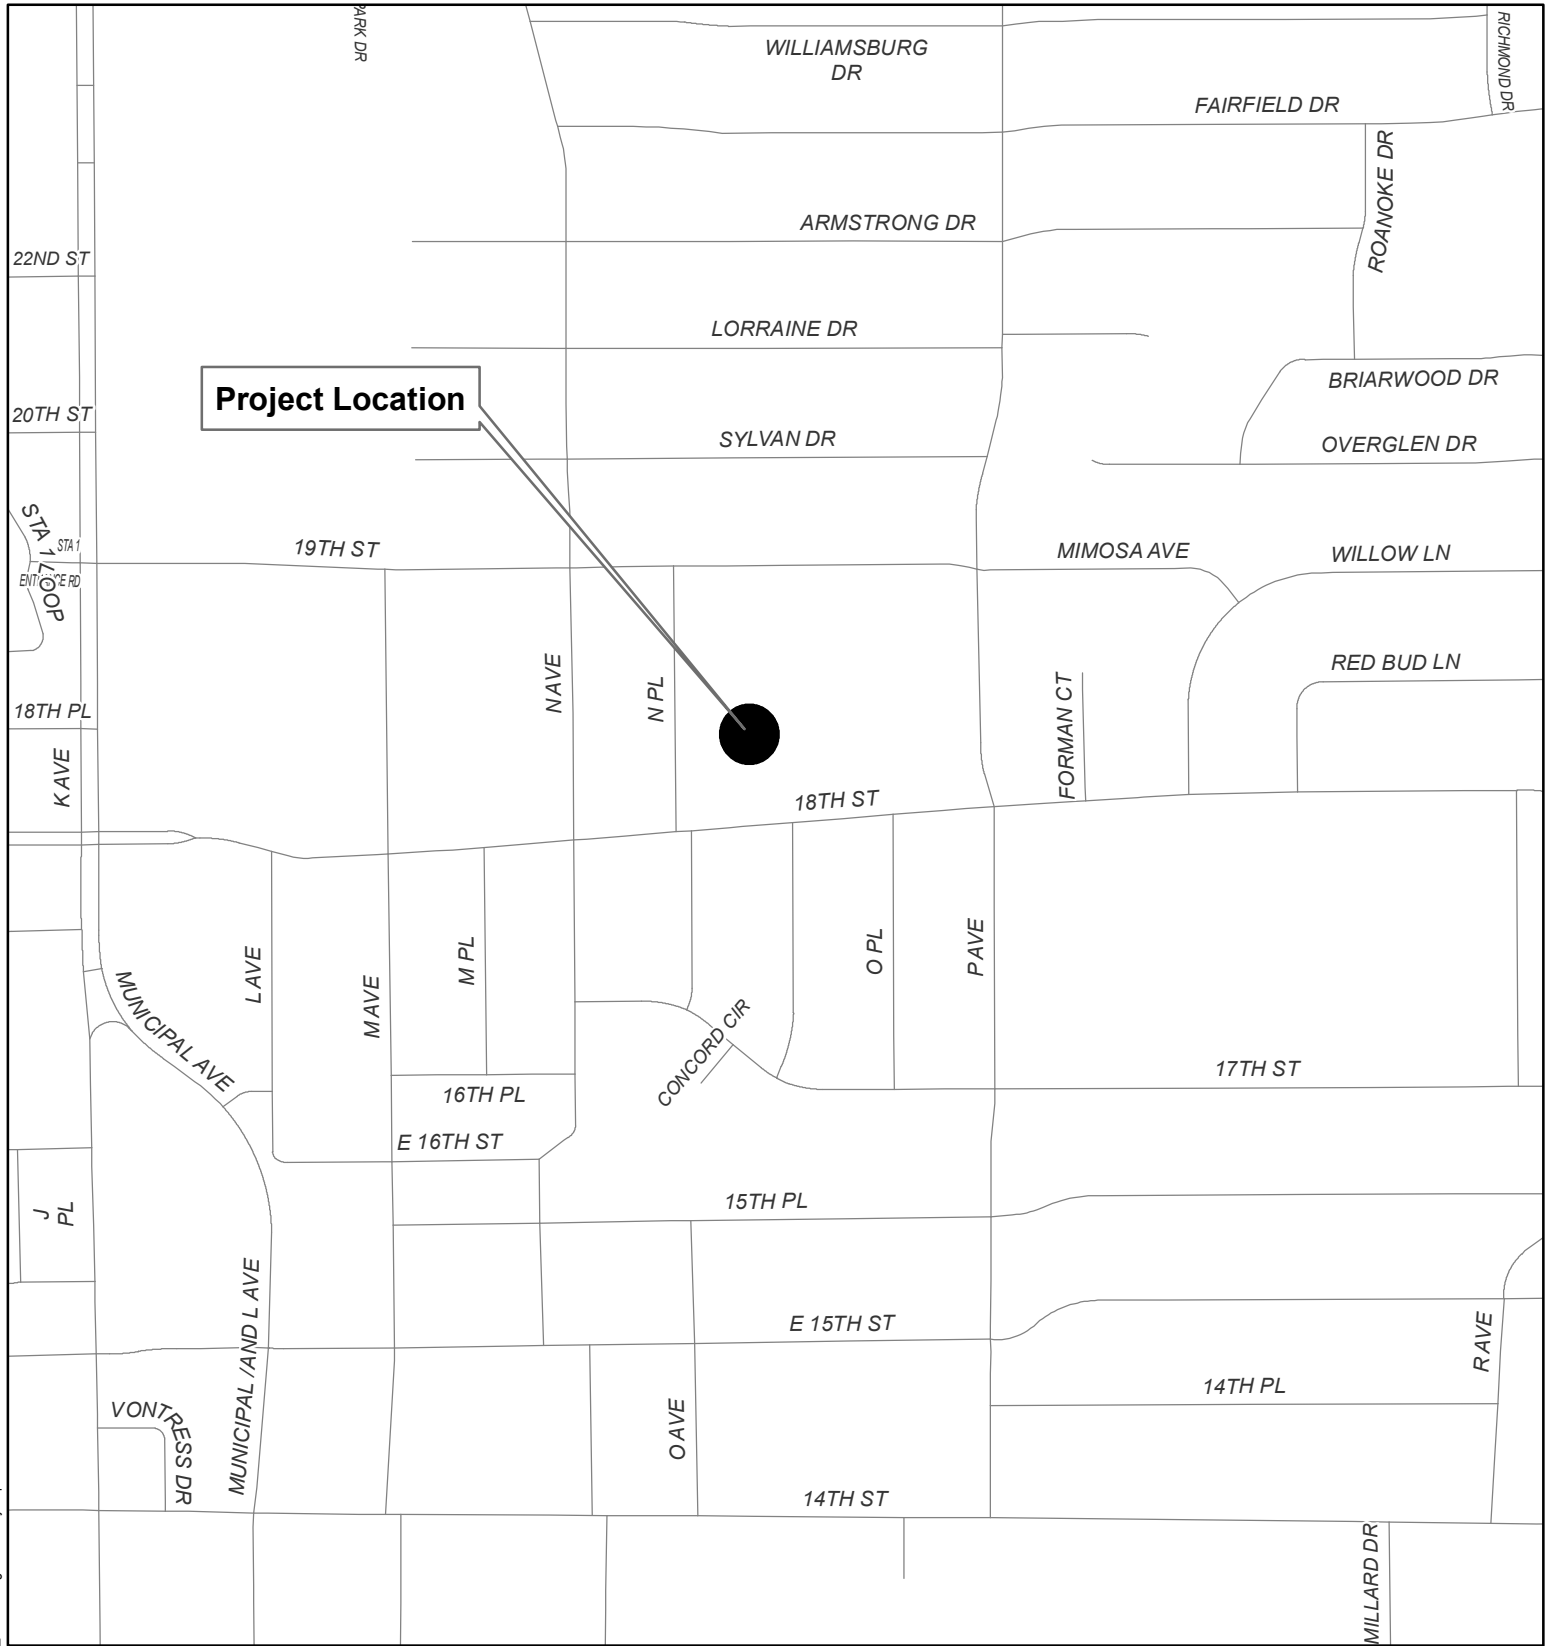 PARK DR
WILLIAMSBURG
DR
RICHMOND DR
FAIRFIELD DR
ROANOKE DR
ARMSTRONG DR
22ND ST
LORRAINE DR
BRIARWOOD DR
Project Location
20TH ST
SYLVAN DR
OVERGLEN DR
STA 1
19TH ST
MIMOSA AVE
WILLOW LN
STA 1 LOOP
RED BUD LN
N AVE
N PL
FORMAN CT
18TH PL
K AVE
18TH ST
L AVE
M AVE
M PL
O PL
P AVE
MUNICIPAL AVE
CONCORD CIR
17TH ST
16TH PL
E 16TH ST
15TH PL
J
PL
MUNICIPAL /AND L AVE
E 15TH ST
R AVE
14TH PL
VONTRESS DR
O AVE
14TH ST
MILLARD DR